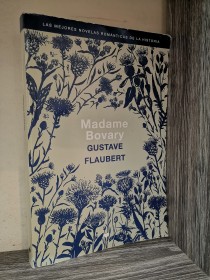 LAS MEJORES NOVELAS ROMÁNTICAS DE LA HISTORIA
Madame
Bovary
GUSTAVE
FLAUBERT